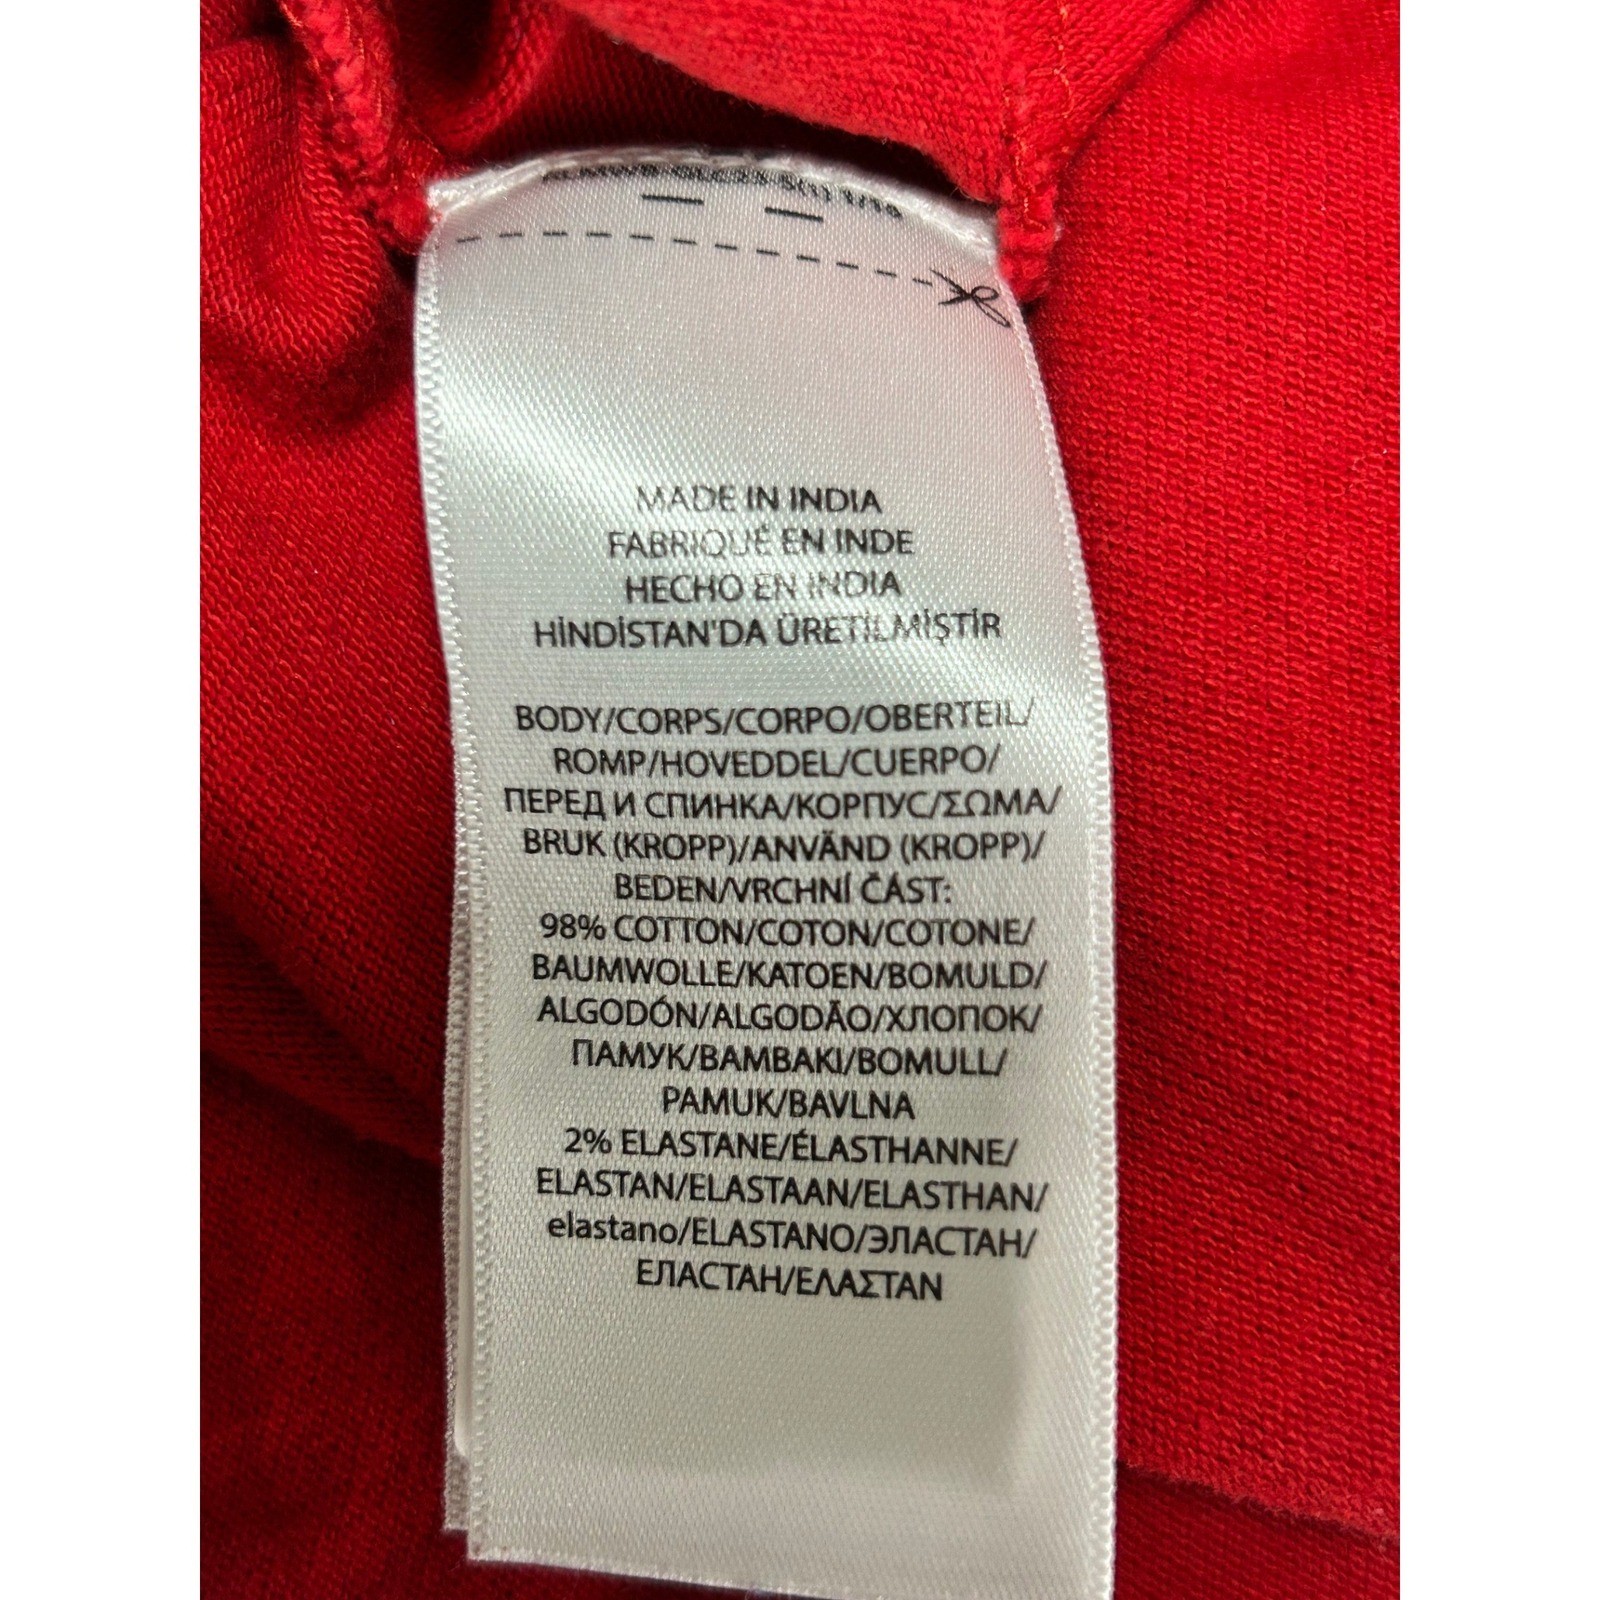 MADE IN INDIA
FABRIQUÉ EN INDE
HECHO EN INDIA
HİNDİSTAN'DA ÜRETİLMİŞTİR
BODY/CORPS/CORPO/OBERTEIL/
ROMP/HOVEDDEL/CUERPO/
ПЕРЕД И СПИНКА/КОРПУС/ΣΩΜΑ/
BRUK (KROPP)/ANVÄND (KROPP)/
BEDEN/VRCHNÍ ČÁST:
98% COTTON/COTON/COTONE/
BAUMWOLLE/KATOEN/BOMULD/
ALGODÓN/ALGODÃO/ХЛОПОК/
ПАМУК/ΒΑΜΒΑΚΙ/BOMULL/
PAMUK/BAVLNA
2% ELASTANE/ÉLASTHANNE/
ELASTAN/ELASTAAN/ELASTHAN/
elastano/ELASTANO/ЭЛАСТАН/
ЕЛАСТАН/ΕΛΑΣΤΑΝ